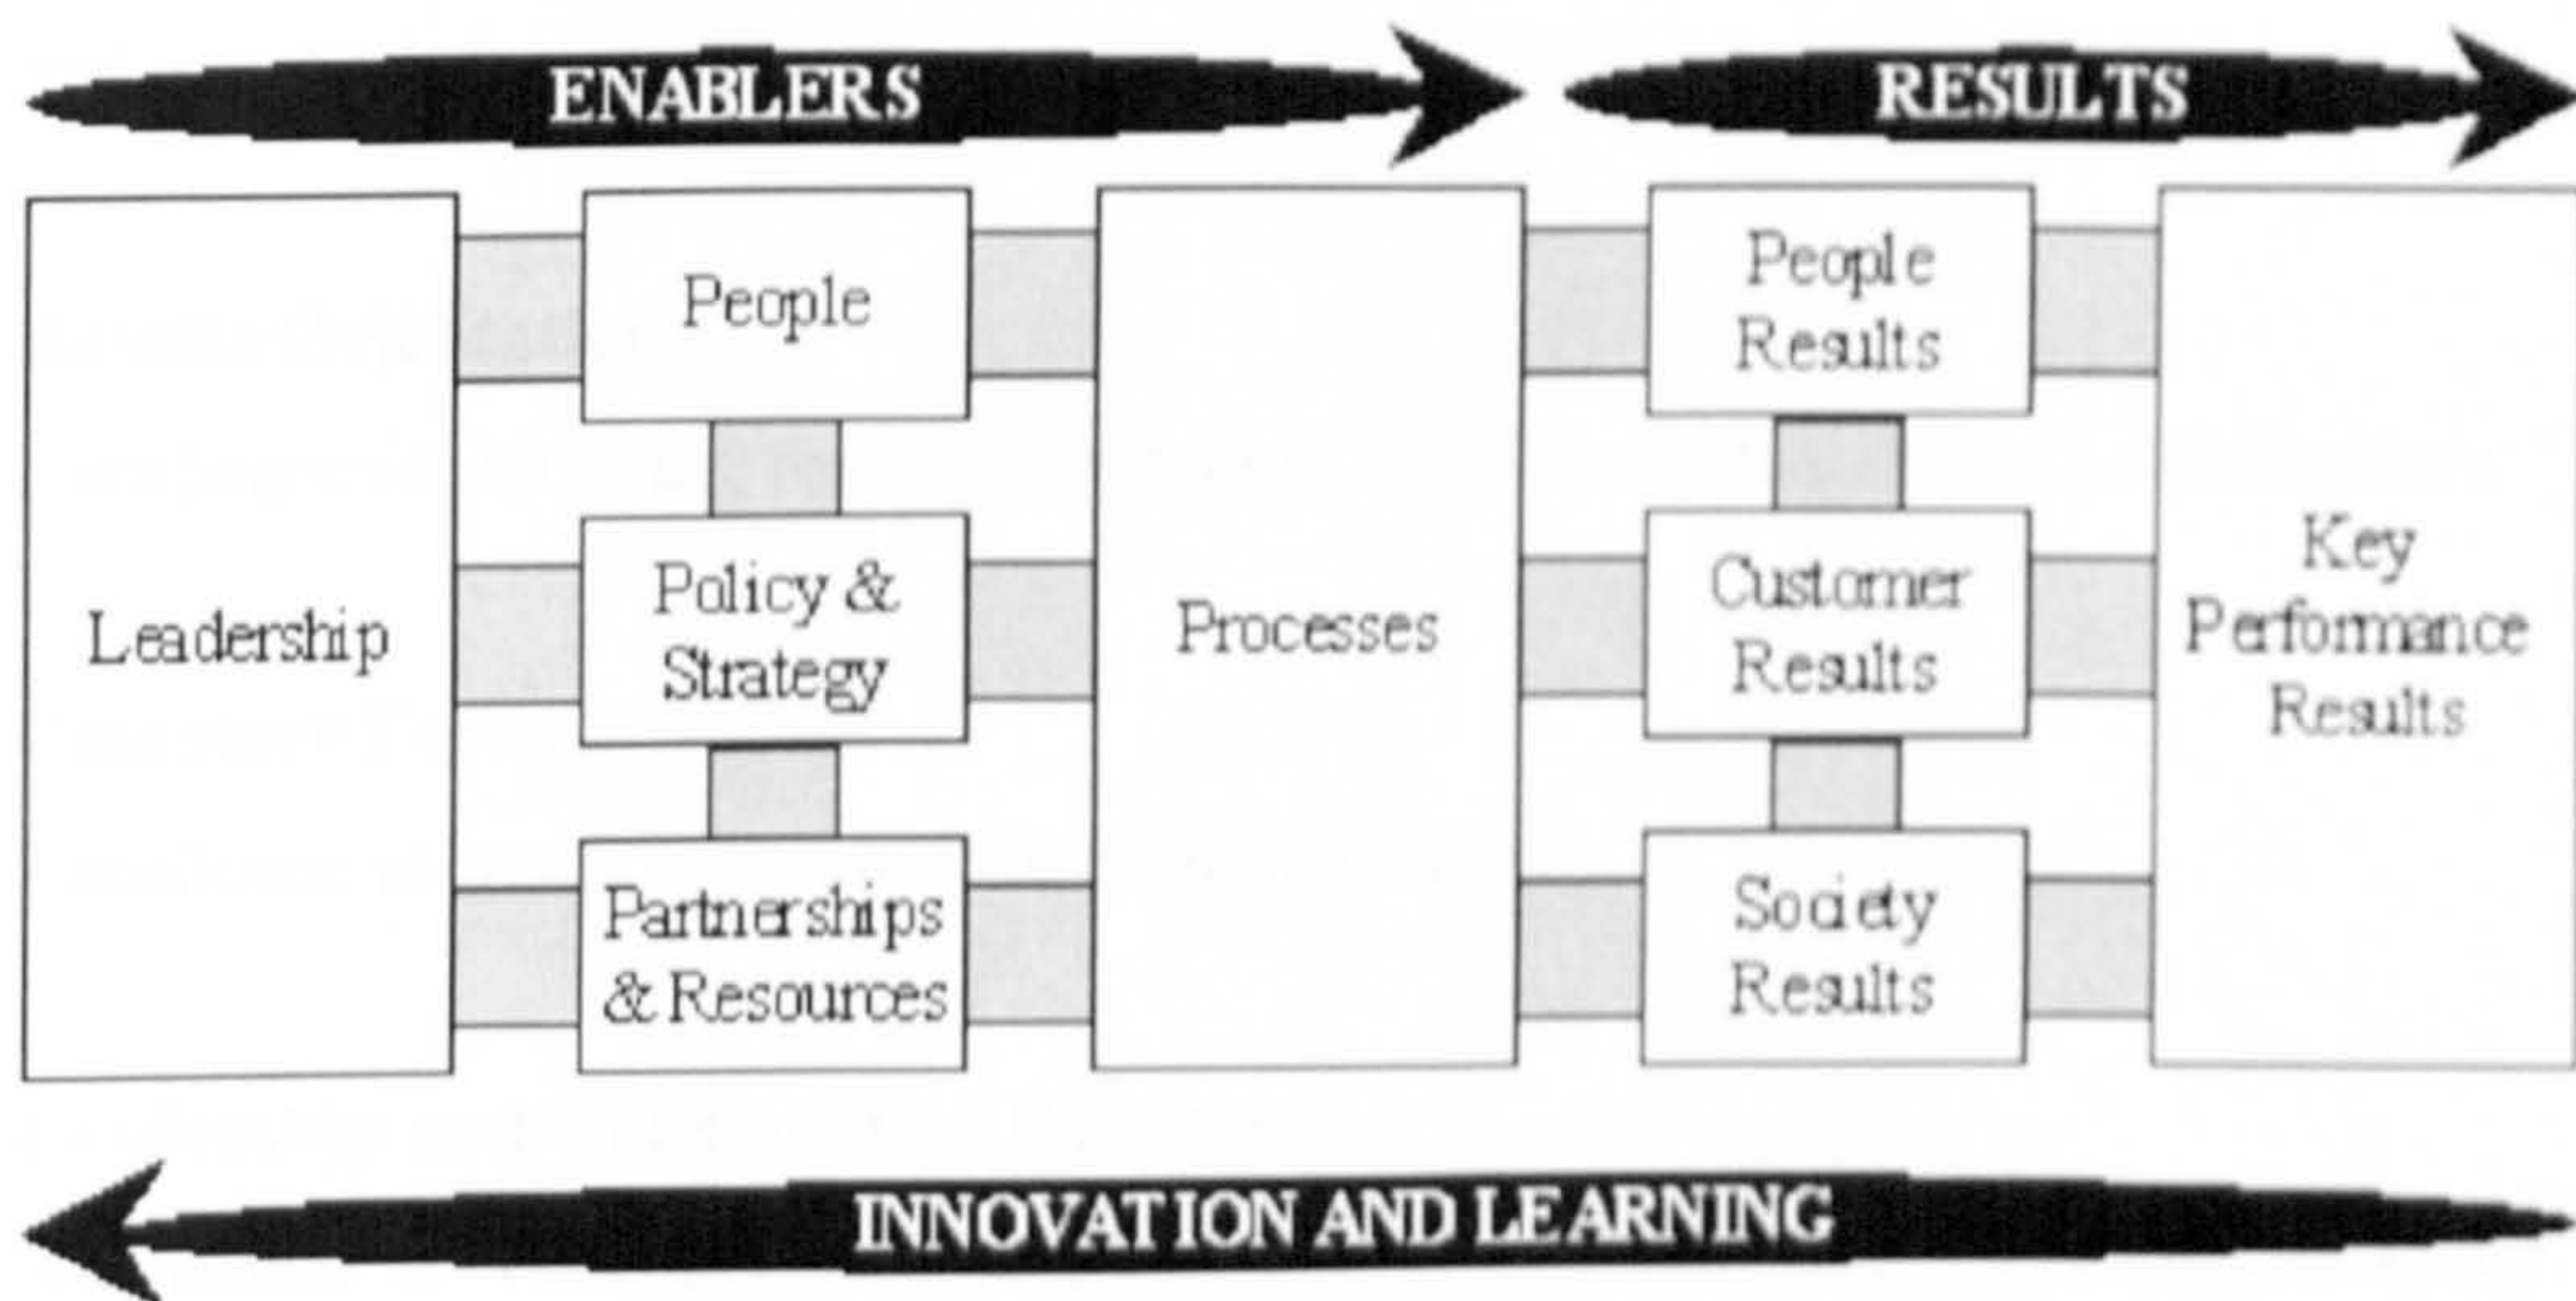 ENABLERS
RESULTS
Leadership
People
Policy &
Strategy
Partnerships
& Resources
Processes
People
Results
Customer
Results
Society
Results
Key
Performance
Results
INNOVATION AND LEARNING